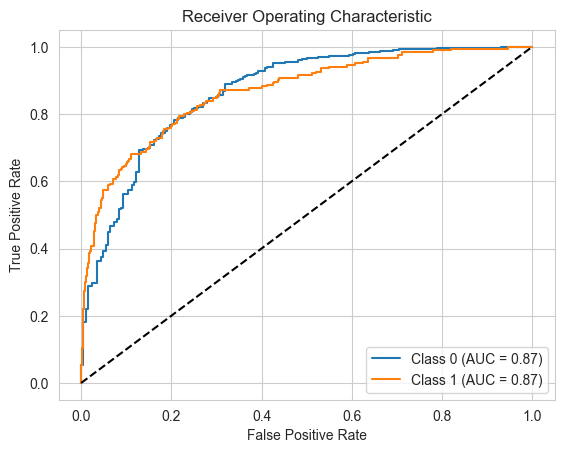 Receiver Operating Characteristic
True Positive Rate
1.0
0.8
0.6
0.4
0.2
0.0
0.0 0.2 0.4 0.6 0.8 1.0
False Positive Rate
Class 0 (AUC = 0.87)
Class 1 (AUC = 0.87)